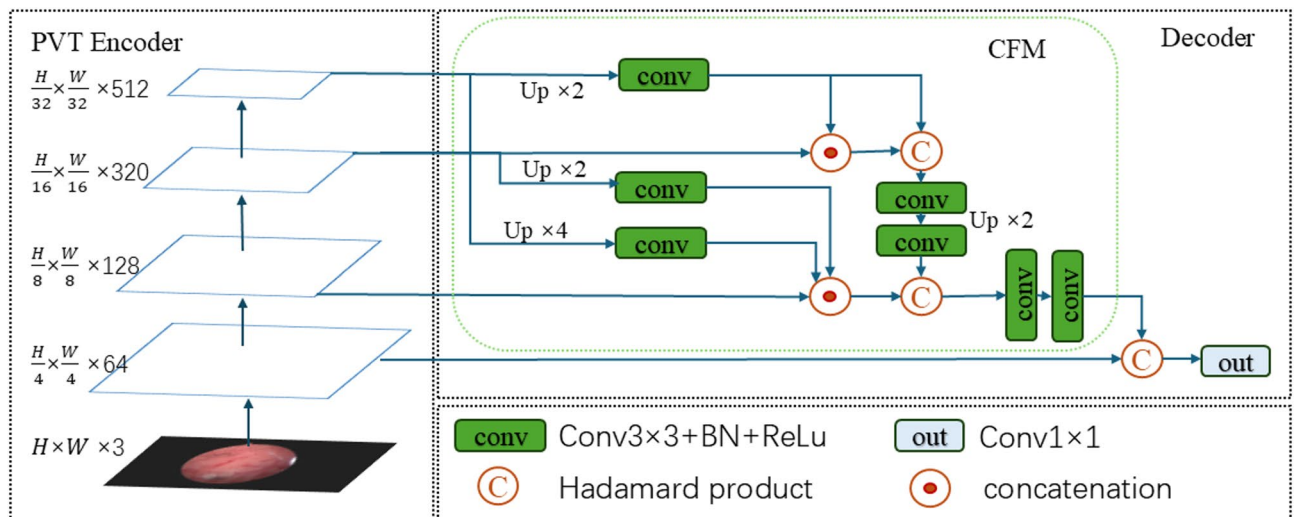 PVT Encoder
H/32 × W/32 ×512
H/16 × W/16 ×320
H/8 × W/8 ×128
H/4 × W/4 ×64
H×W ×3
CFM
Decoder
conv
Up ×2
C
Up ×2
conv
conv
Up ×2
Up ×4
conv
conv
C
conv
conv
C
out
conv Conv3×3+BN+ReLu
out Conv1×1
C Hadamard product
concatenation